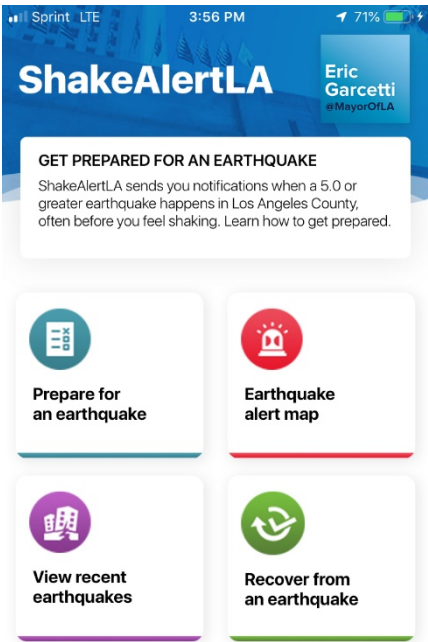 Sprint LTE 3:56 PM 71%
ShakeAlertLA
Eric
Garcetti
@MayorOfLA
GET PREPARED FOR AN EARTHQUAKE
ShakeAlertLA sends you notifications when a 5.0 or
greater earthquake happens in Los Angeles County,
often before you feel shaking. Learn how to get prepared.
Prepare for
an earthquake
Earthquake
alert map
View recent
earthquakes
Recover from
an earthquake